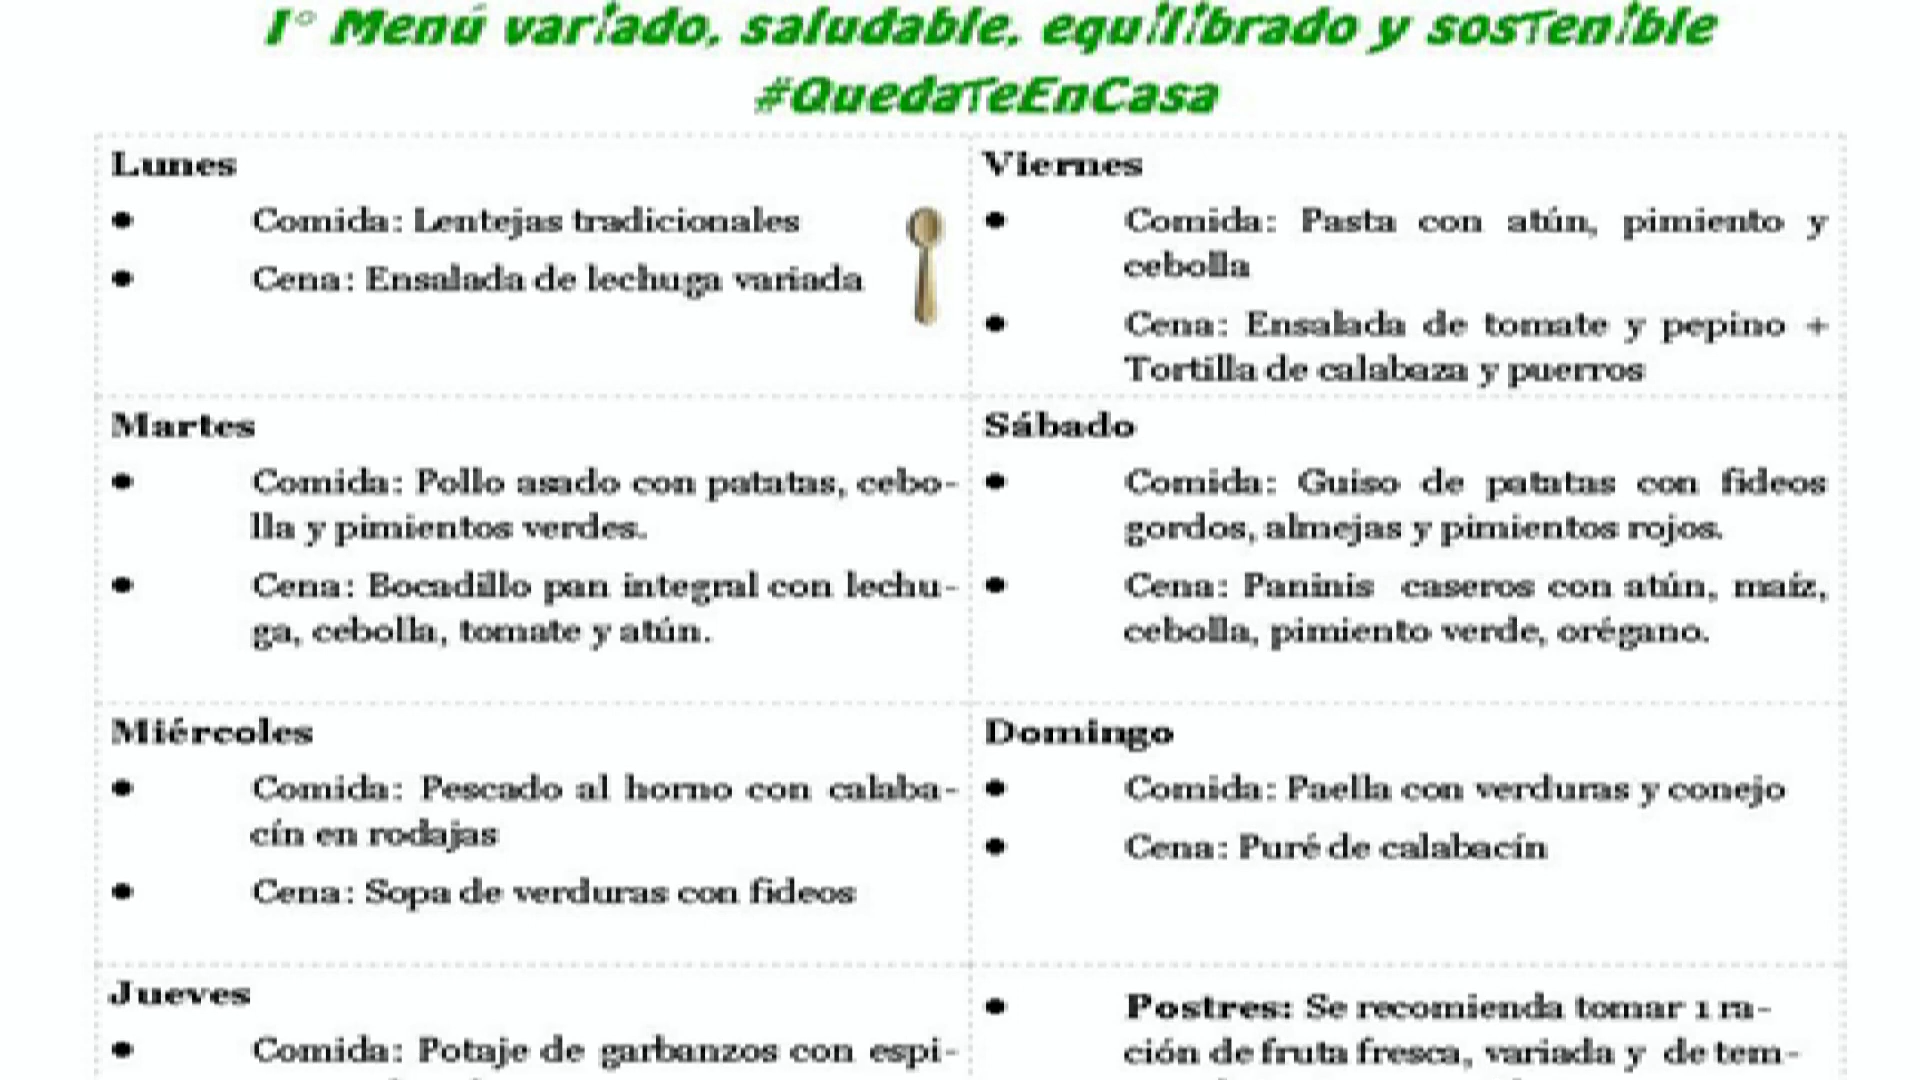 1º Menú variado, saludable, equilibrado y sostenible
#QuedaTeEnCasa
Lunes
• Comida: Lentejas tradicionales
• Cena: Ensalada de lechuga variada
Martes
• Comida: Pollo asado con patatas, cebo-
lla y pimientos verdes.
• Cena: Bocadillo pan integral con lechu-
ga, cebolla, tomate y atún.
Miércoles
• Comida: Pescado al horno con calaba-
cín en rodajas
• Cena: Sopa de verduras con fideos
Jueves
• Comida: Potaje de garbanzos con espi-
Viernes
• Comida: Pasta con atún, pimiento y
cebolla
• Cena: Ensalada de tomate y pepino +
Tortilla de calabaza y puerros
Sábado
• Comida: Guiso de patatas con fideos
gordos, almejas y pimientos rojos.
• Cena: Paninis caseros con atún, maíz,
cebolla, pimiento verde, orégano.
Domingo
• Comida: Paella con verduras y conejo
• Cena: Puré de calabacín
• Postres: Se recomienda tomar 1 ra-
ción de fruta fresca, variada y de tem-